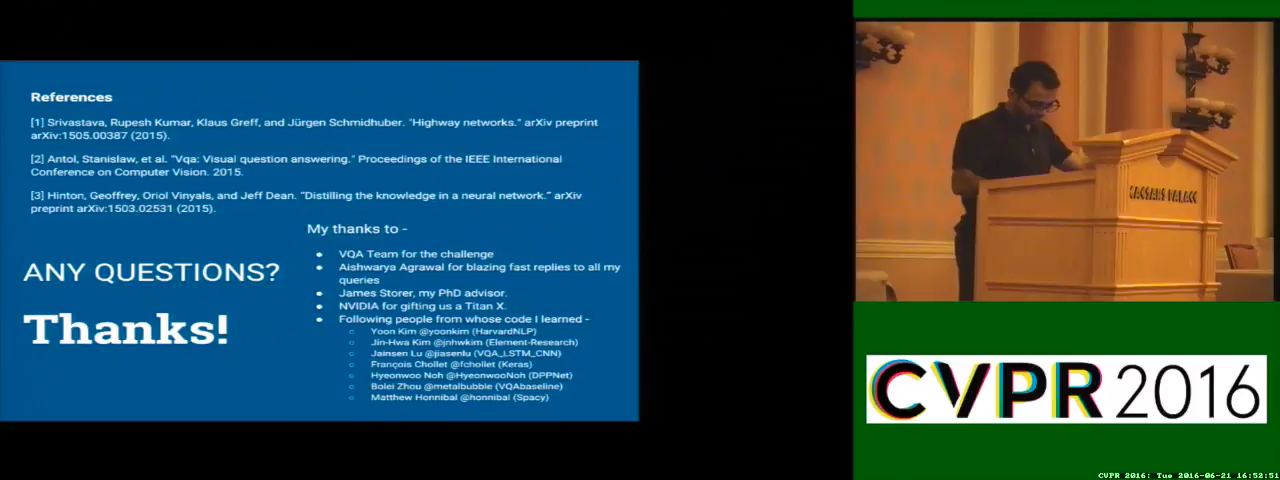 References
[1] Srivastava, Rupesh Kumar, Klaus Greff, and Jürgen Schmidhuber. "Highway networks." arXiv preprint
arXiv:1505.00387 (2015).
[2] Antol, Stanislaw, et al. "Vqa: Visual question answering." Proceedings of the IEEE International
Conference on Computer Vision. 2015.
[3] Hinton, Geoffrey, Oriol Vinyals, and Jeff Dean. "Distilling the knowledge in a neural network." arXiv
preprint arXiv:1503.02531 (2015).
My thanks to -
● VQA Team for the challenge
● Aishwarya Agrawal for blazing fast replies to all my
queries
● James Storer, my PhD advisor.
● NVIDIA for gifting us a Titan X.
● Following people from whose code I learned -
○ Yoon Kim @yoonkim (HarvardNLP)
○ Jin-Hwa Kim @jnhwkim (Element-Research)
○ Jainsen Lu @jiasenlu (VQA_LSTM_CNN)
○ François Chollet @fchollet (Keras)
○ Hyeonwoo Noh @HyeonwooNoh (DPPNet)
○ Bolei Zhou @metalbubble (VQAbaseline)
○ Matthew Honnibal @honnibal (Spacy)
ANY QUESTIONS?
Thanks!
CAESARS PALACE
CVPR 2016
CVPR 2016: Tue 2016-06-21 16:52:51